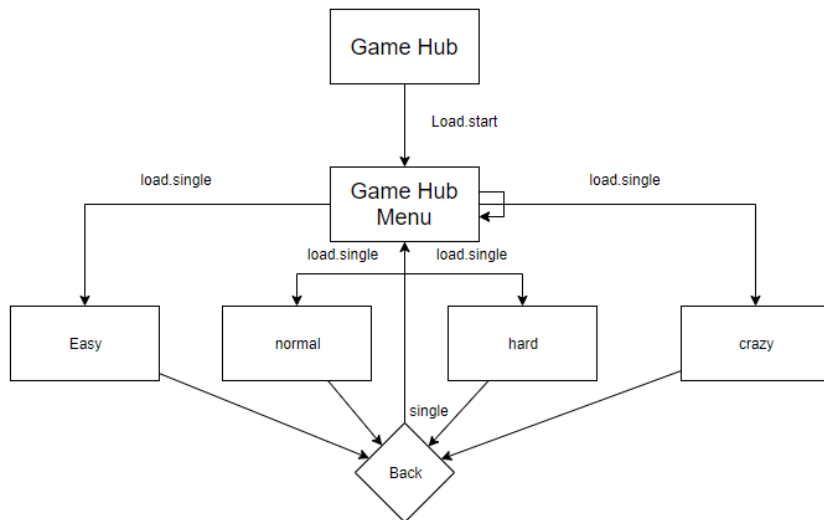 Game Hub
Load.start
load.single
Game Hub
Menu
load.single
load.single
load.single
Easy
normal
hard
crazy
single
Back